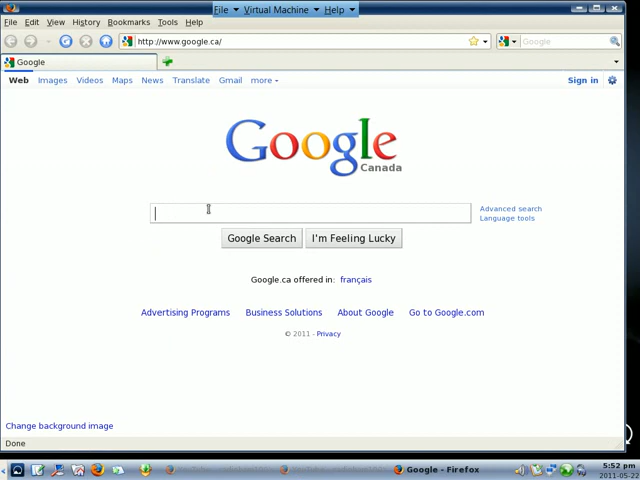 File Virtual Machine Help
File Edit View History Bookmarks Tools Help
http://www.google.ca/ Google
Google
Web Images Videos Maps News Translate Gmail more Sign in
Google
Canada
Advanced search
Language tools
Google Search I'm Feeling Lucky
Google.ca offered in: français
Advertising Programs Business Solutions About Google Go to Google.com
© 2011 - Privacy
Change background image
Done
Google - Firefox
5:52 pm
2011-05-22